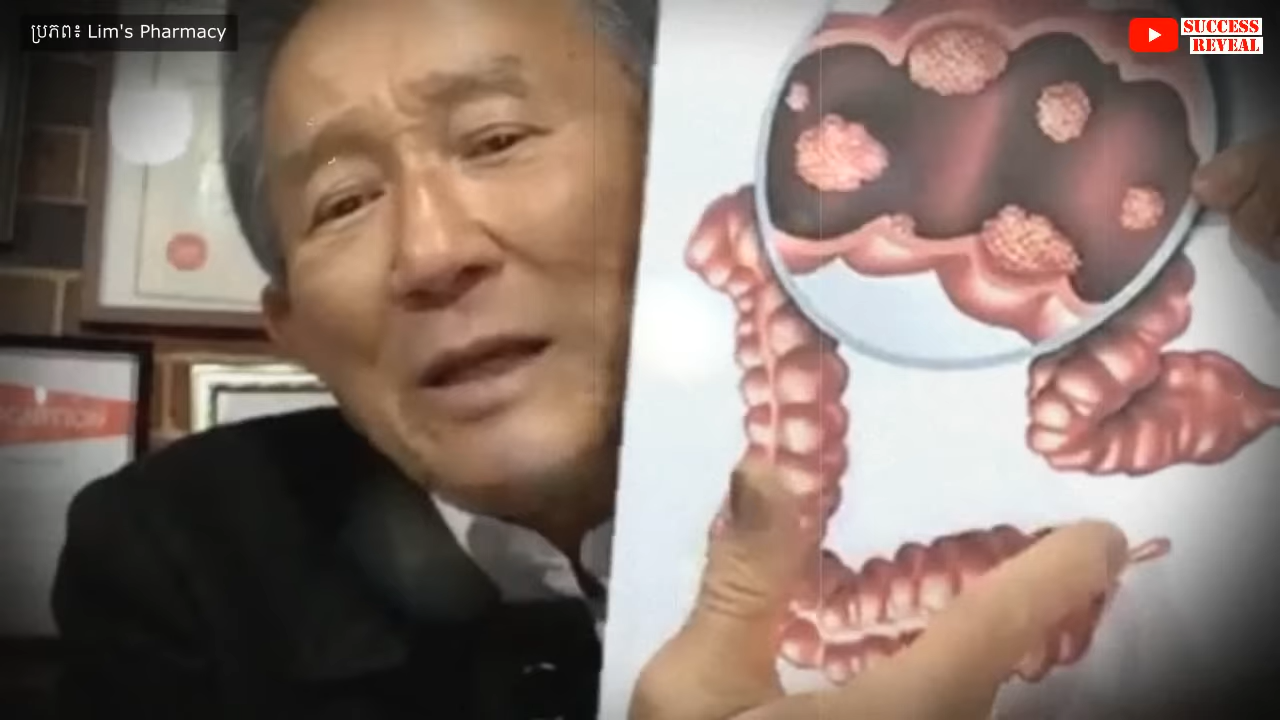 ប្រភព៖ Lim's Pharmacy
SUCCESS
REVEAL